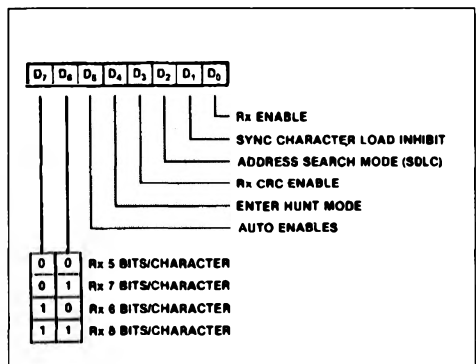 D7 D6 D5 D4 D3 D2 D1 D0
Rx ENABLE
SYNC CHARACTER LOAD INHIBIT
ADDRESS SEARCH MODE (SDLC)
Rx CRC ENABLE
ENTER HUNT MODE
AUTO ENABLES
0 0 Rx 5 BITS/CHARACTER
0 1 Rx 7 BITS/CHARACTER
1 0 Rx 6 BITS/CHARACTER
1 1 Rx 8 BITS/CHARACTER